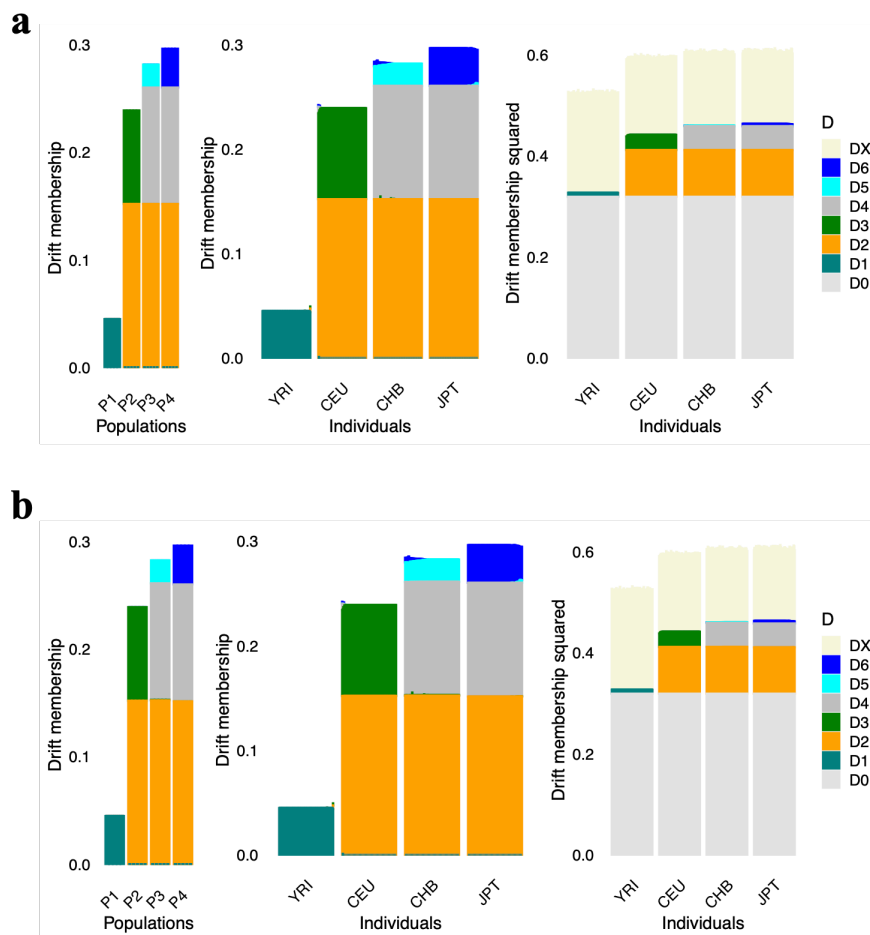 a
Drift membership
0.3
0.2
0.1
0.0
P1 P2 P3 P4
Populations
Drift membership
0.3
0.2
0.1
0.0
YRI CEU CHB JPT
Individuals
Drift membership squared
0.6
0.4
0.2
0.0
YRI CEU CHB JPT
Individuals
D
DX
D6
D5
D4
D3
D2
D1
D0
b
Drift membership
0.3
0.2
0.1
0.0
P1 P2 P3 P4
Populations
Drift membership
0.3
0.2
0.1
0.0
YRI CEU CHB JPT
Individuals
Drift membership squared
0.6
0.4
0.2
0.0
YRI CEU CHB JPT
Individuals
D
DX
D6
D5
D4
D3
D2
D1
D0